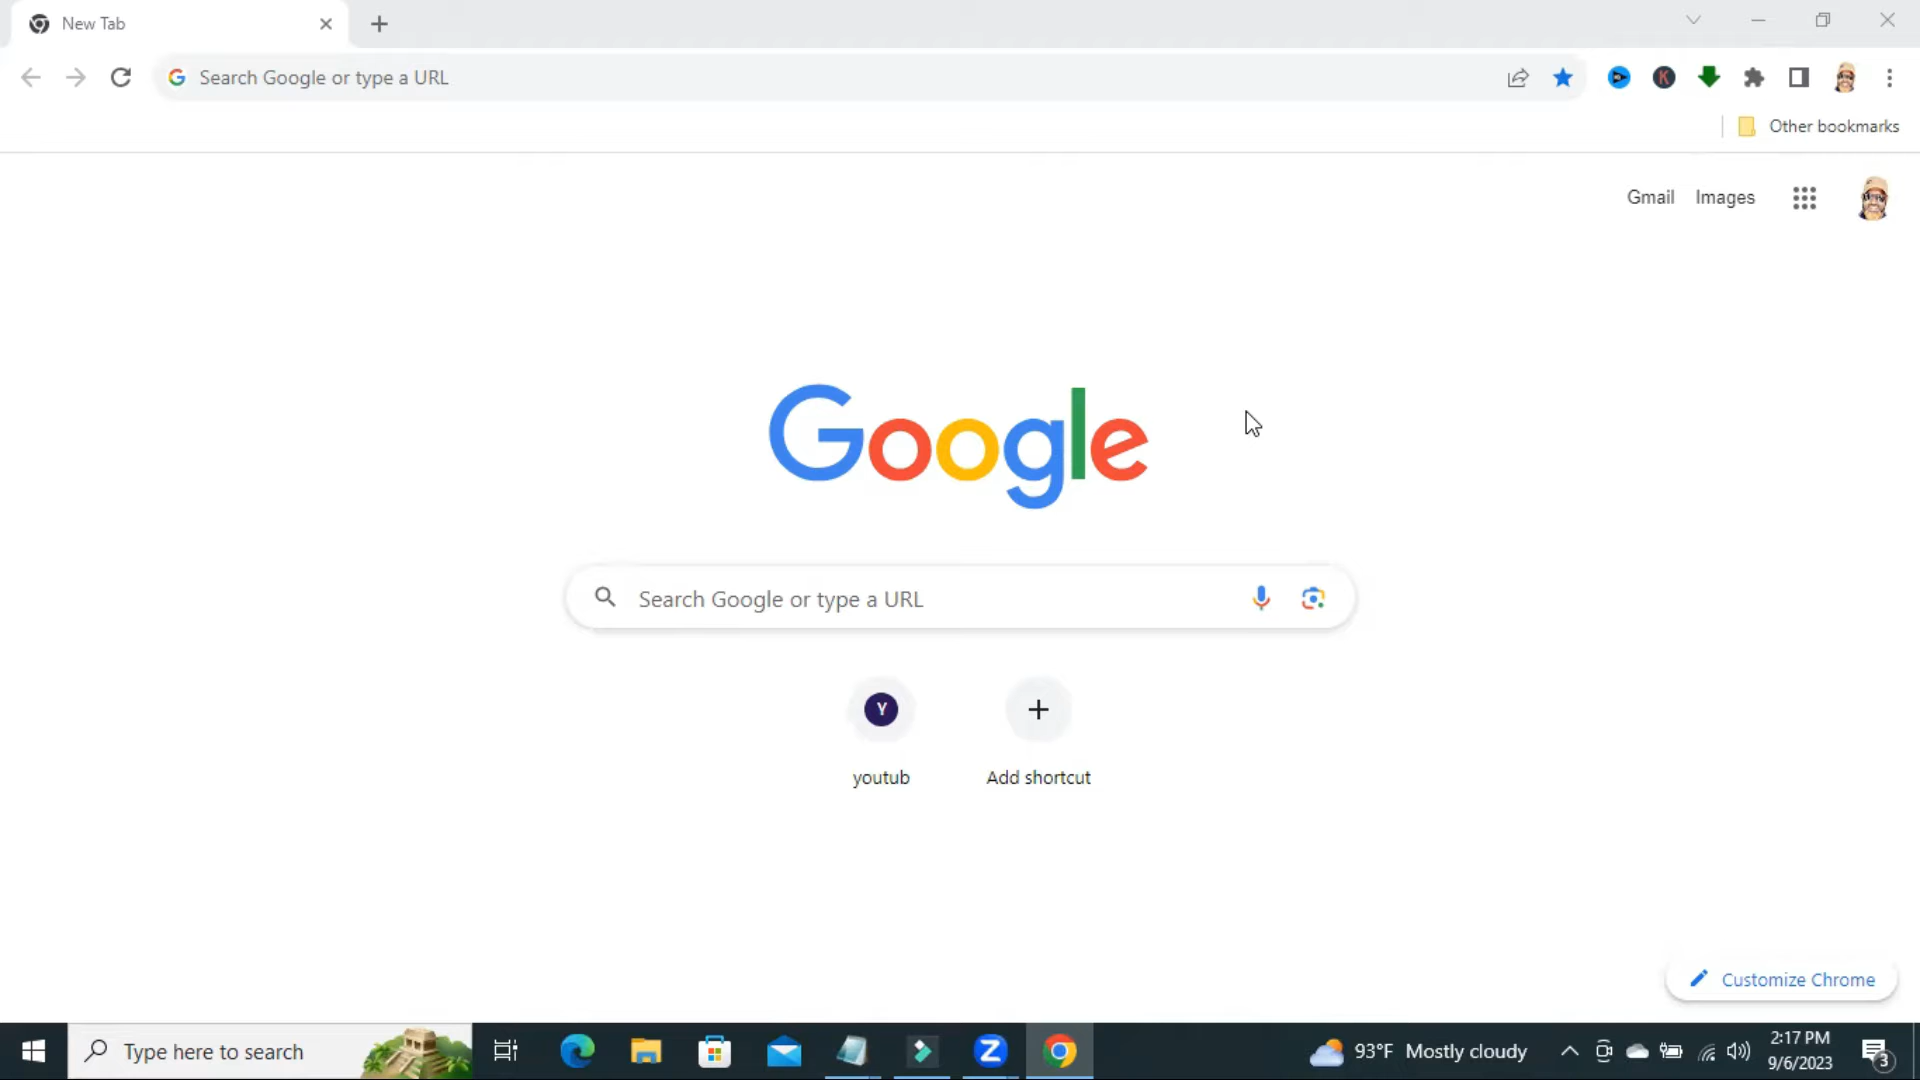 New Tab
Search Google or type a URL
K
Other bookmarks
Gmail Images
Google
Search Google or type a URL
Y
youtub
Add shortcut
Customize Chrome
Type here to search
Z
93°F Mostly cloudy
2:17 PM
9/6/2023
3